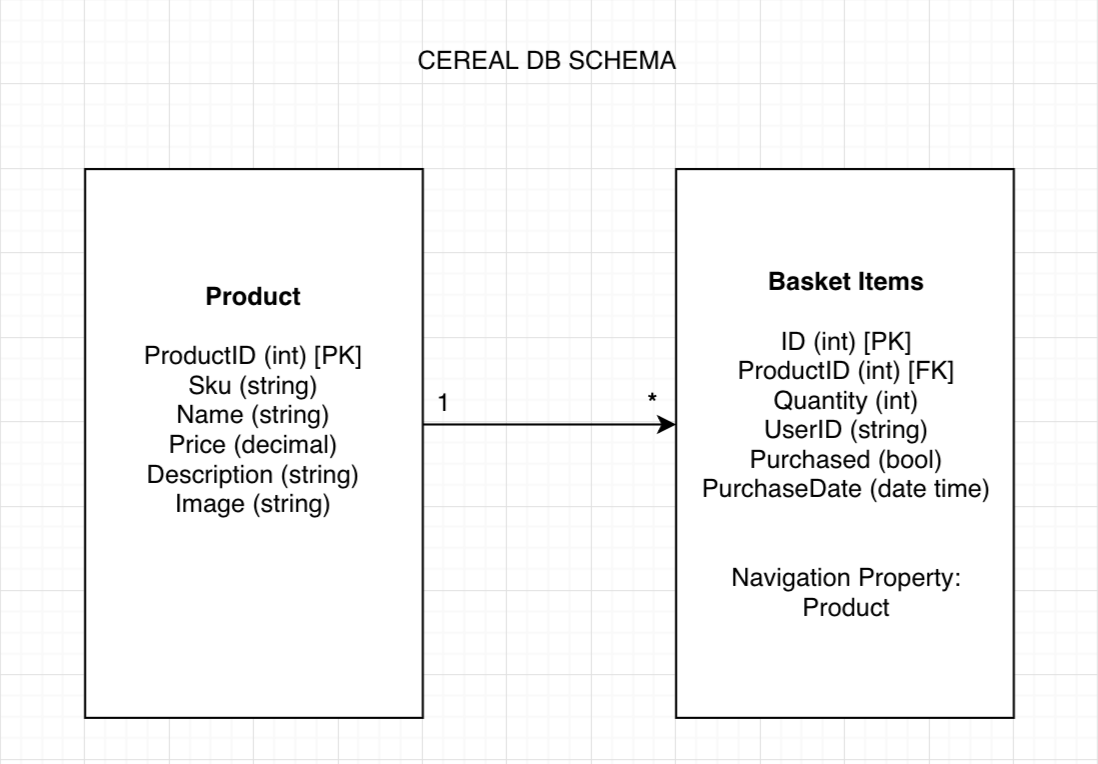 CEREAL DB SCHEMA
Product
ProductID (int) [PK]
Sku (string)
Name (string)
Price (decimal)
Description (string)
Image (string)
1
*
Basket Items
ID (int) [PK]
ProductID (int) [FK]
Quantity (int)
UserID (string)
Purchased (bool)
PurchaseDate (date time)
Navigation Property:
Product